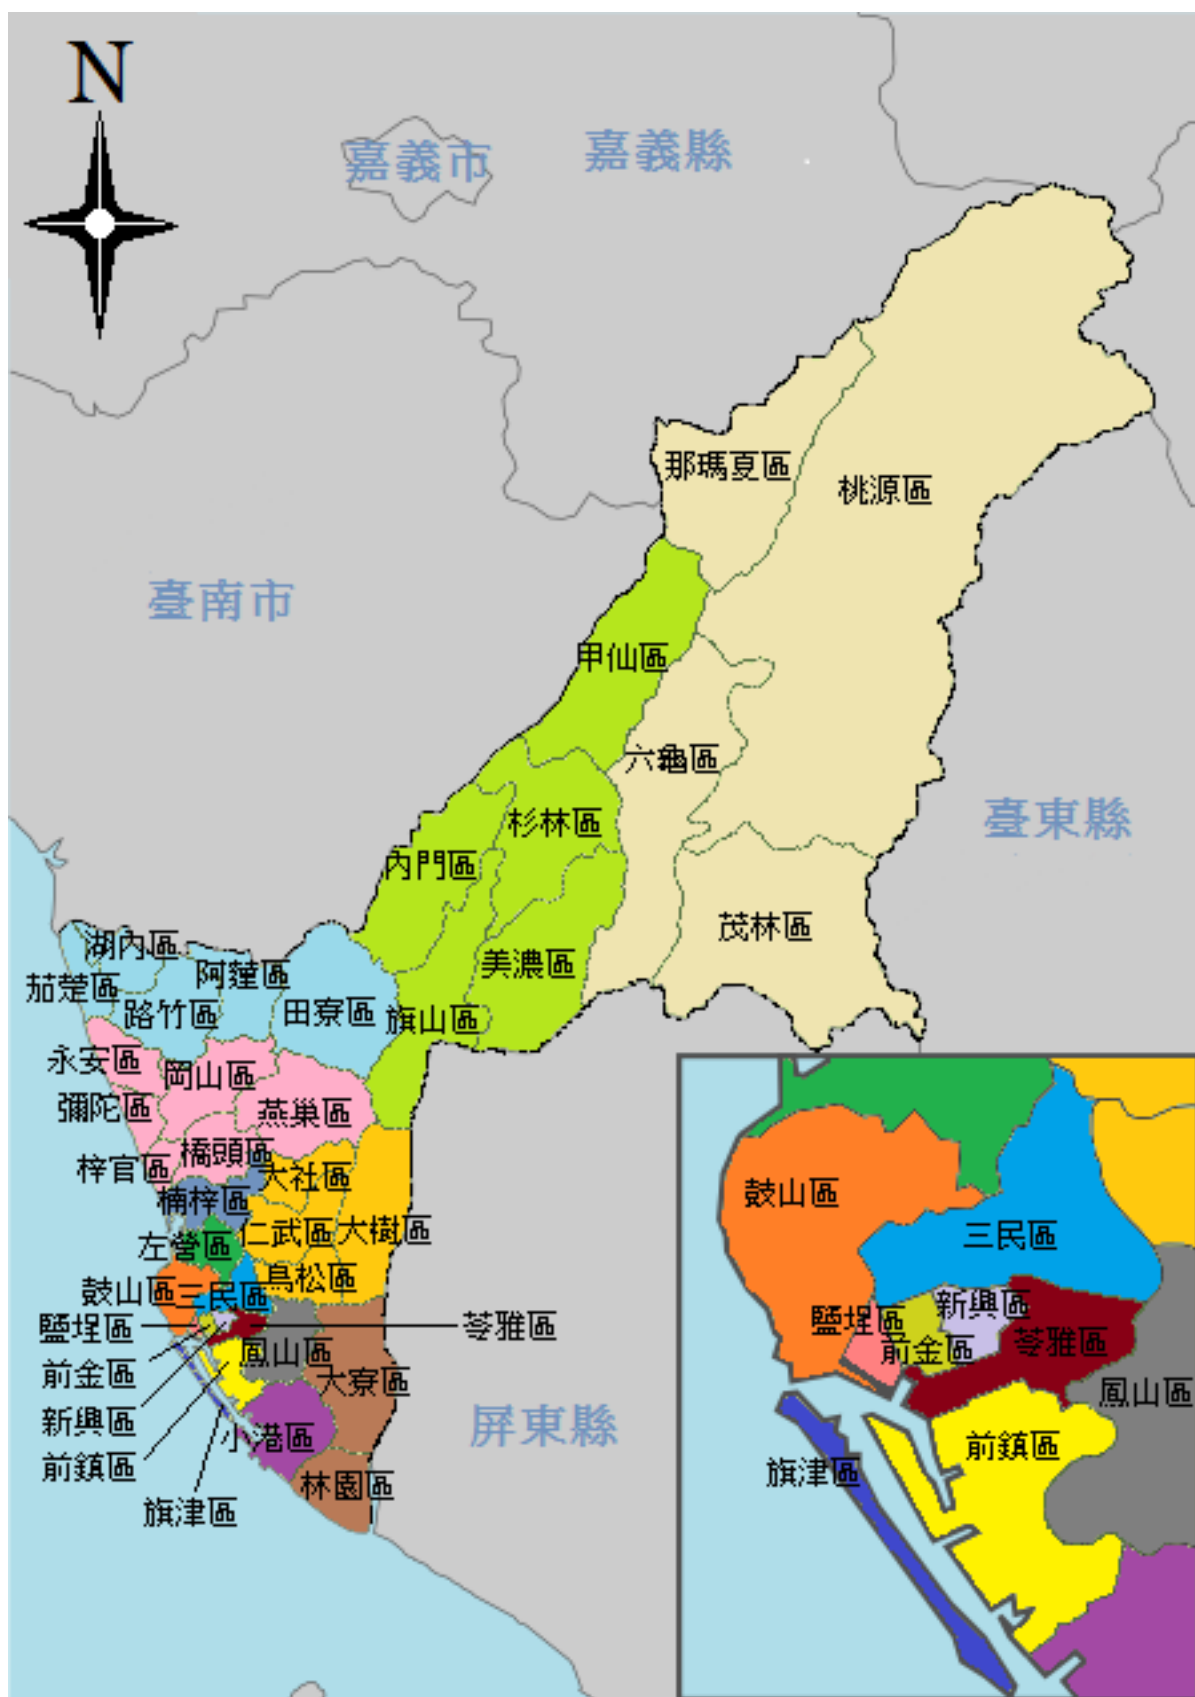 N
嘉義市
嘉義縣
那瑪夏區
桃源區
臺南市
甲仙區
六龜區
杉林區
臺東縣
內門區
茂林區
湖內區
阿蓮區
美濃區
茄萣區
路竹區
田寮區
旗山區
永安區
岡山區
彌陀區
燕巢區
橋頭區
梓官區
大社區
楠梓區
仁武區
大樹區
左營區
鳥松區
鼓山區
三民區
鹽埕區
苓雅區
鳳山區
前金區
大寮區
新興區
小港區
屏東縣
前鎮區
林園區
旗津區
鼓山區
三民區
新興區
鹽埕區
苓雅區
前金區
鳳山區
前鎮區
旗津區